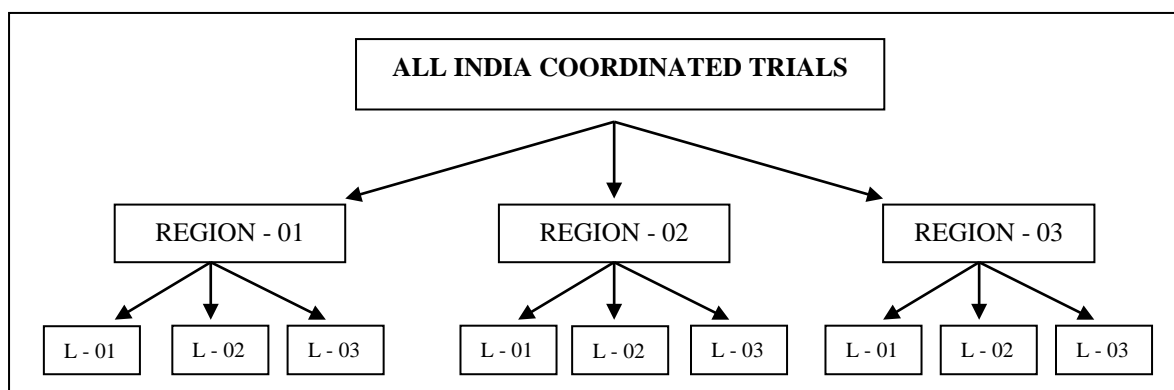 ALL INDIA COORDINATED TRIALS
REGION - 01
REGION - 02
REGION - 03
L - 01
L - 02
L - 03
L - 01
L - 02
L - 03
L - 01
L - 02
L - 03